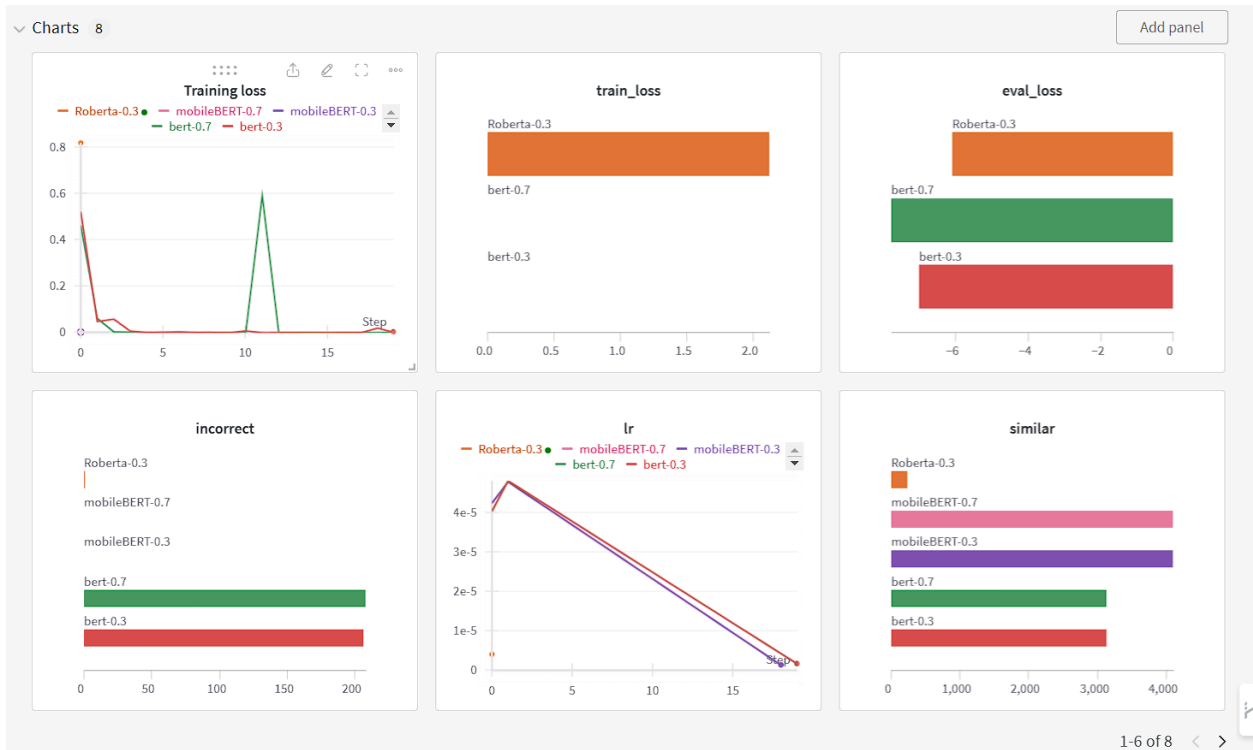 Charts 8
Add panel
Training loss
Roberta-0.3 mobileBERT-0.7 mobileBERT-0.3
bert-0.7 bert-0.3
0.8
0.6
0.4
0.2
0
Step
0 5 10 15
train_loss
Roberta-0.3
bert-0.7
bert-0.3
0.0 0.5 1.0 1.5 2.0
eval_loss
Roberta-0.3
bert-0.7
bert-0.3
−6 −4 −2 0
incorrect
Roberta-0.3
mobileBERT-0.7
mobileBERT-0.3
bert-0.7
bert-0.3
0 50 100 150 200
lr
Roberta-0.3 mobileBERT-0.7 mobileBERT-0.3
bert-0.7 bert-0.3
4e-5
3e-5
2e-5
1e-5
0
Step
0 5 10 15
similar
Roberta-0.3
mobileBERT-0.7
mobileBERT-0.3
bert-0.7
bert-0.3
0 1,000 2,000 3,000 4,000
1-6 of 8